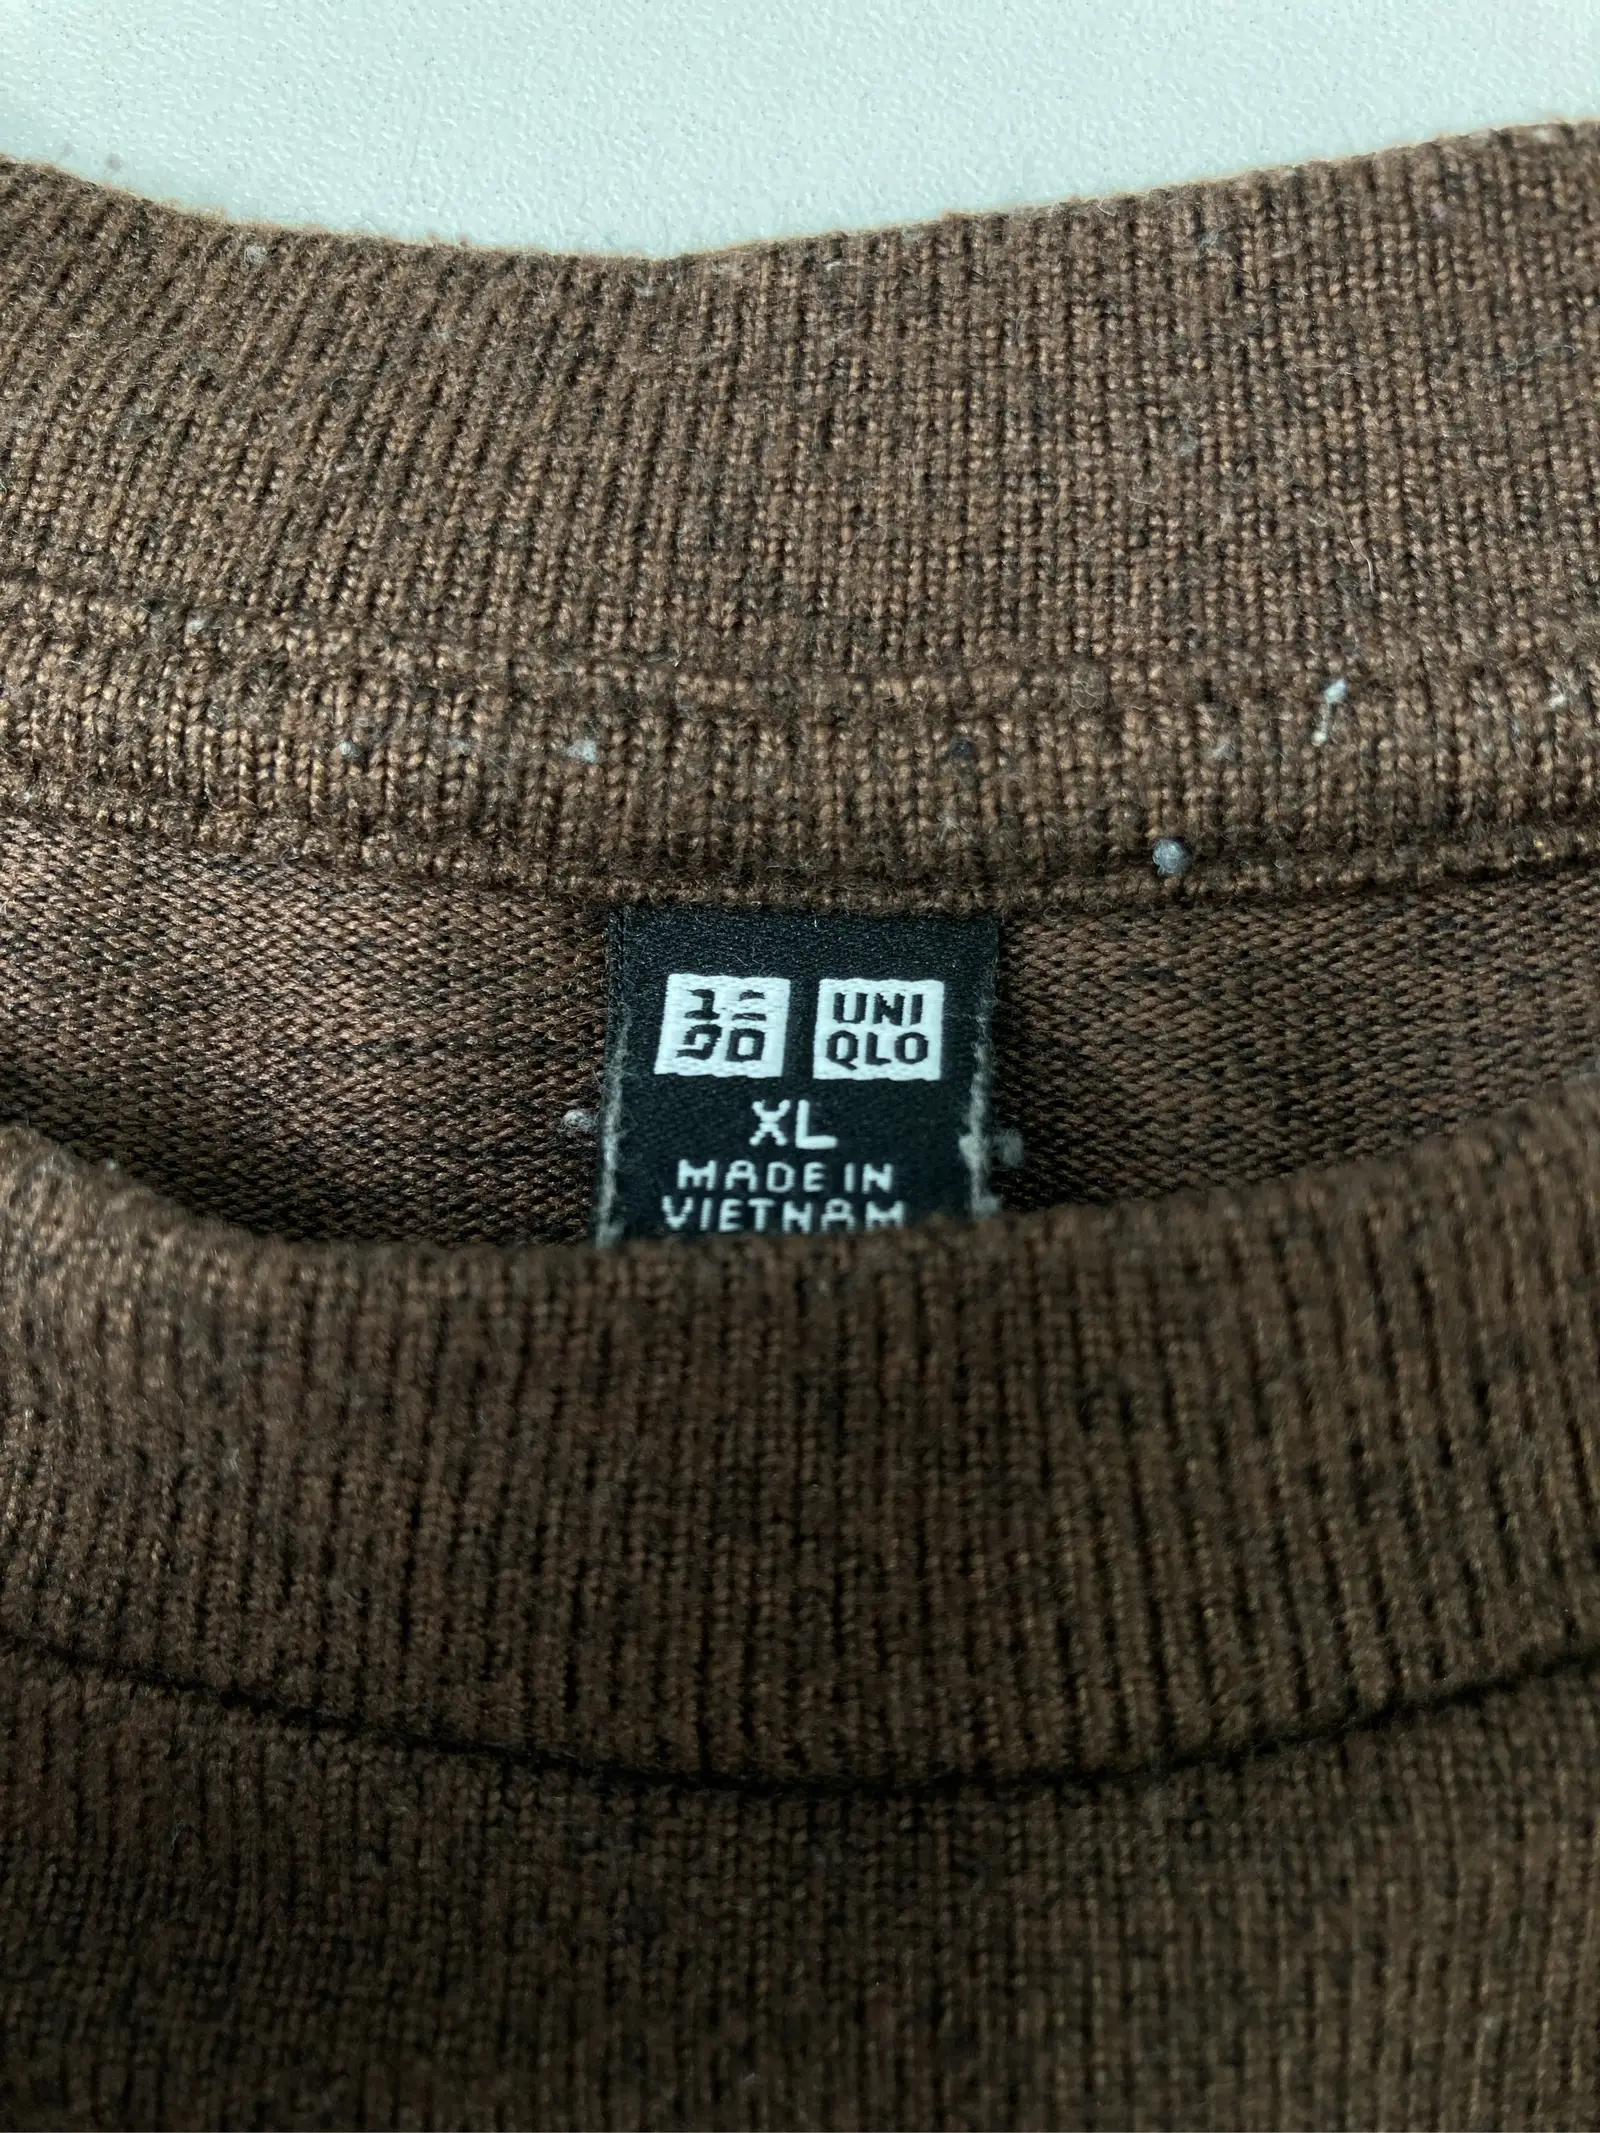 ユニ
クロ
UNI
QLO
XL
MADE IN
VIETNAM